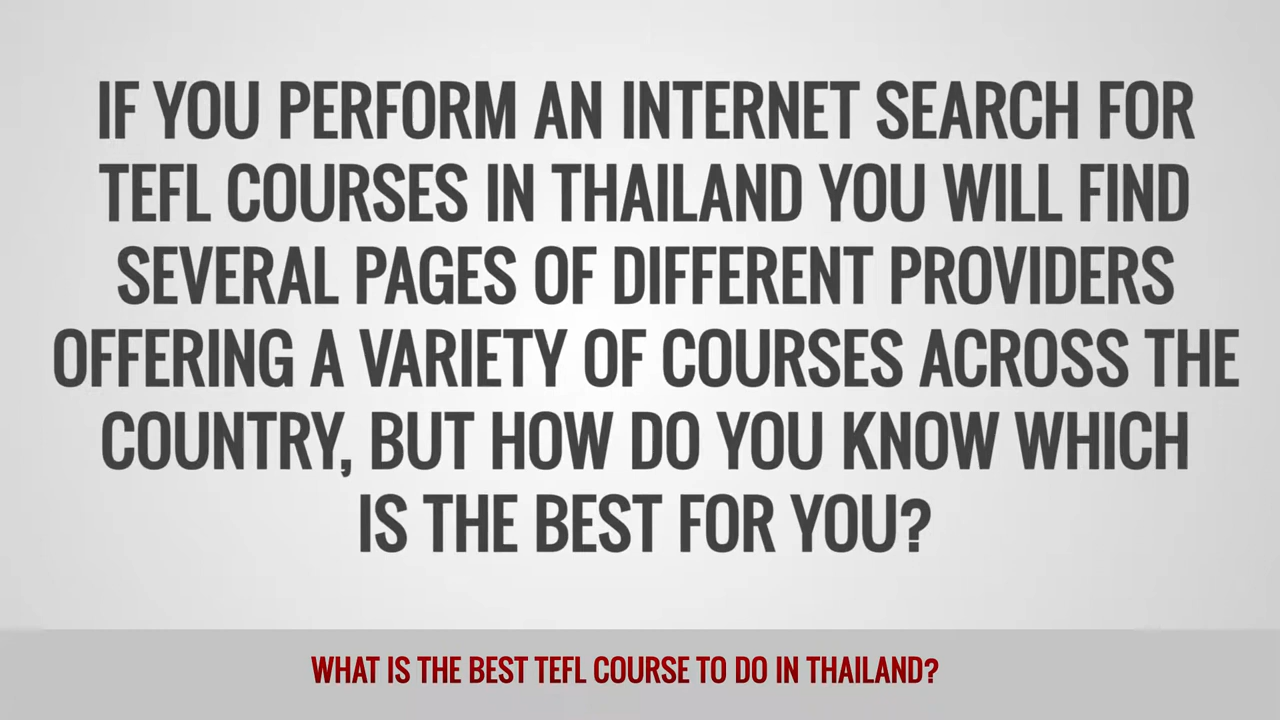 IF YOU PERFORM AN INTERNET SEARCH FOR
TEFL COURSES IN THAILAND YOU WILL FIND
SEVERAL PAGES OF DIFFERENT PROVIDERS
OFFERING A VARIETY OF COURSES ACROSS THE
COUNTRY, BUT HOW DO YOU KNOW WHICH
IS THE BEST FOR YOU?
WHAT IS THE BEST TEFL COURSE TO DO IN THAILAND?